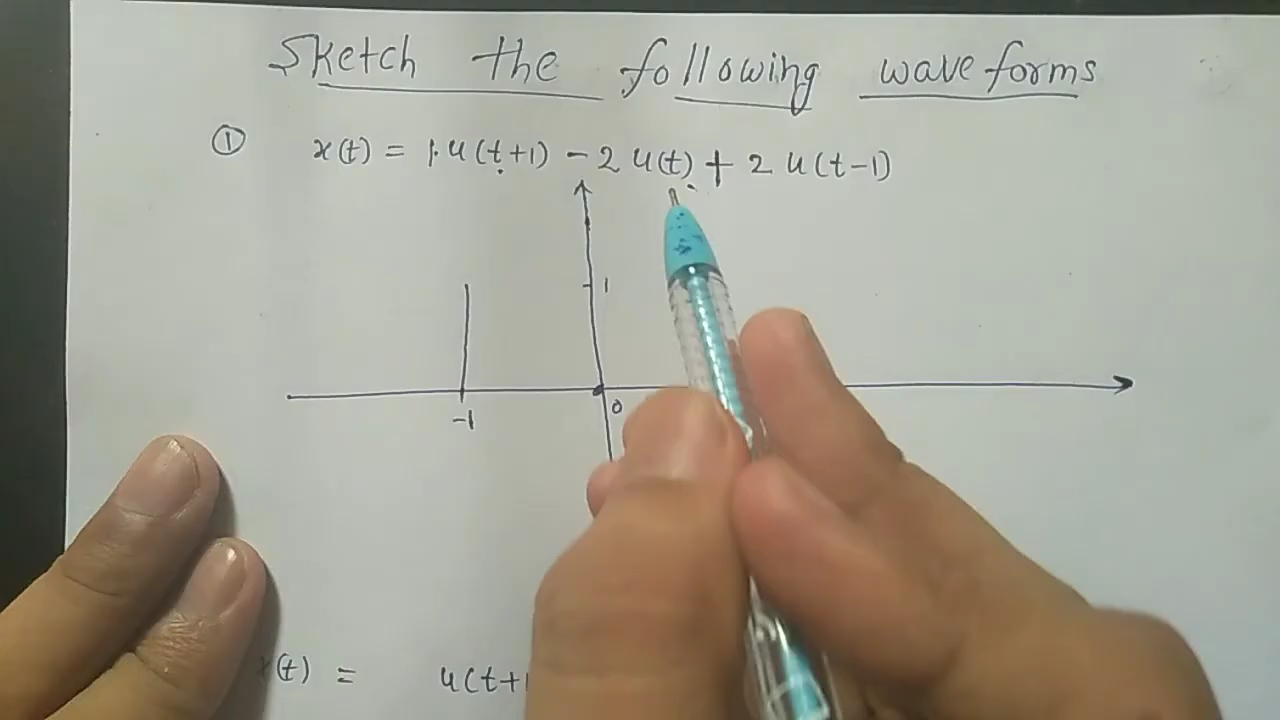 Sketch the following waveforms
① x(t) = 1.u(t+1) - 2 u(t) + 2 u(t-1)
1
-1 0
x(t) = u(t+1